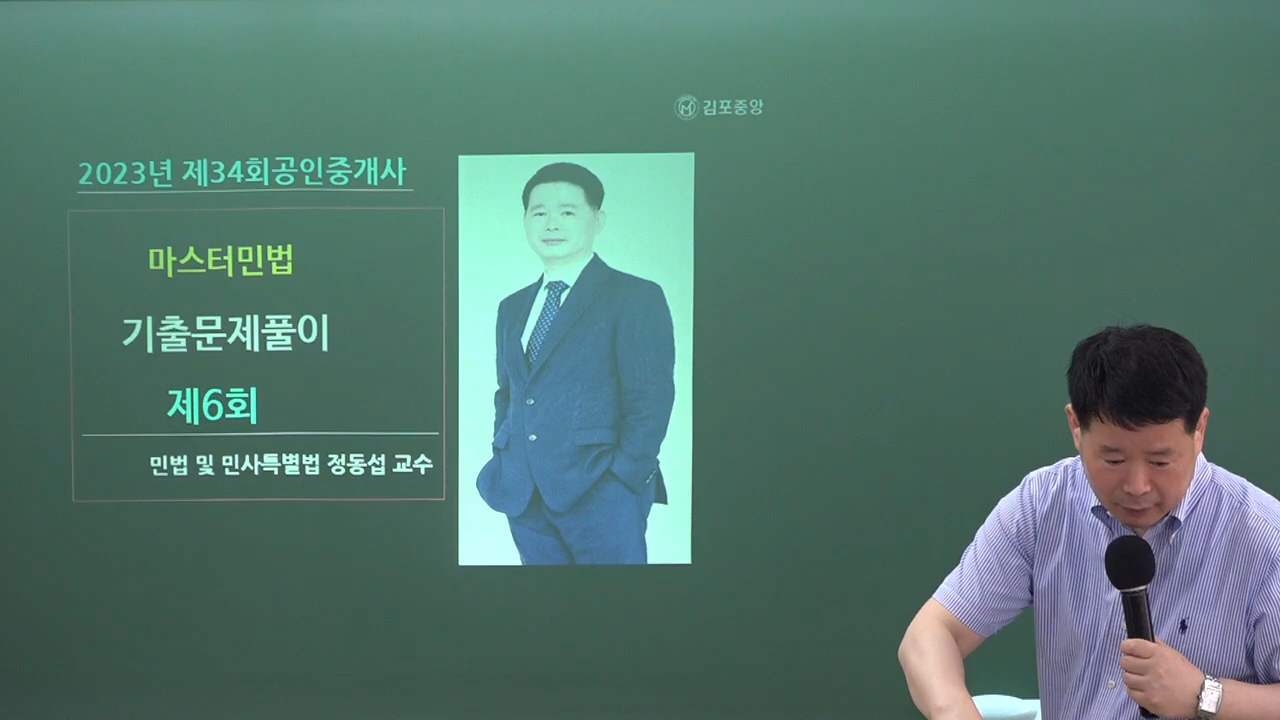 김포중앙
2023년 제34회공인중개사
마스터민법
기출문제풀이
제6회
민법 및 민사특별법 정동섭 교수